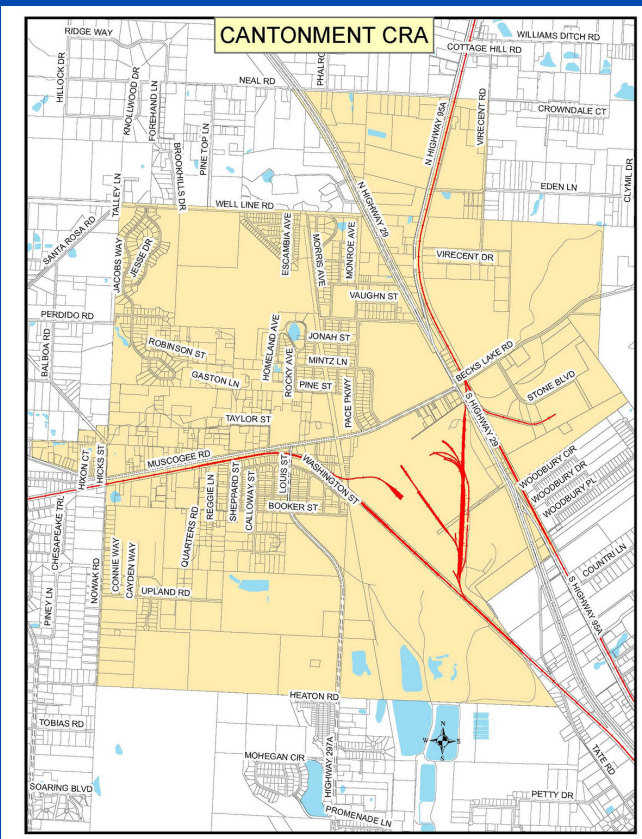 CANTONMENT CRA
RIDGE WAY
WILLIAMS DITCH RD
COTTAGE HILL RD
HILLOCK DR
KNOLLWOOD DR
FOREHAND LN
NEAL RD
N HIGHWAY 95A
VIRECENT RD
CROWNDALE CT
BROOKHILLS DR
PINE TOP LN
TALLEY LN
N HIGHWAY 29
EDEN LN
CLYMIL DR
WELL LINE RD
SANTA ROSA RD
JACOBS WAY
JESSE DR
ESCAMBIA AVE
MORRIS AVE
MONROE AVE
VIRECENT DR
VAUGHN ST
PERDIDO RD
BALBOA RD
ROBINSON ST
HOMELAND AVE
JONAH ST
ROCKY AVE
MINTZ LN
BECKS LAKE RD
GASTON LN
PINE ST
PACE PKWY
STONE BLVD
TAYLOR ST
S HIGHWAY 29
HIXON CT
HICKS ST
MUSCOGEE RD
LOUIS ST
WASHINGTON ST
WOODBURY CIR
WOODBURY DR
WOODBURY PL
CHESAPEAKE TRL
REGGIE LN
SHEPPARD ST
CALLOWAY ST
BOOKER ST
QUARTERS RD
COUNTRI LN
PINEY LN
NOWAK RD
CONNIE WAY
CAYDEN WAY
UPLAND RD
S HIGHWAY 95A
HEATON RD
TOBIAS RD
N
W E
S
MOHEGAN CIR
HIGHWAY 297A
TATE RD
SOARING BLVD
PETTY DR
PROMENADE LN